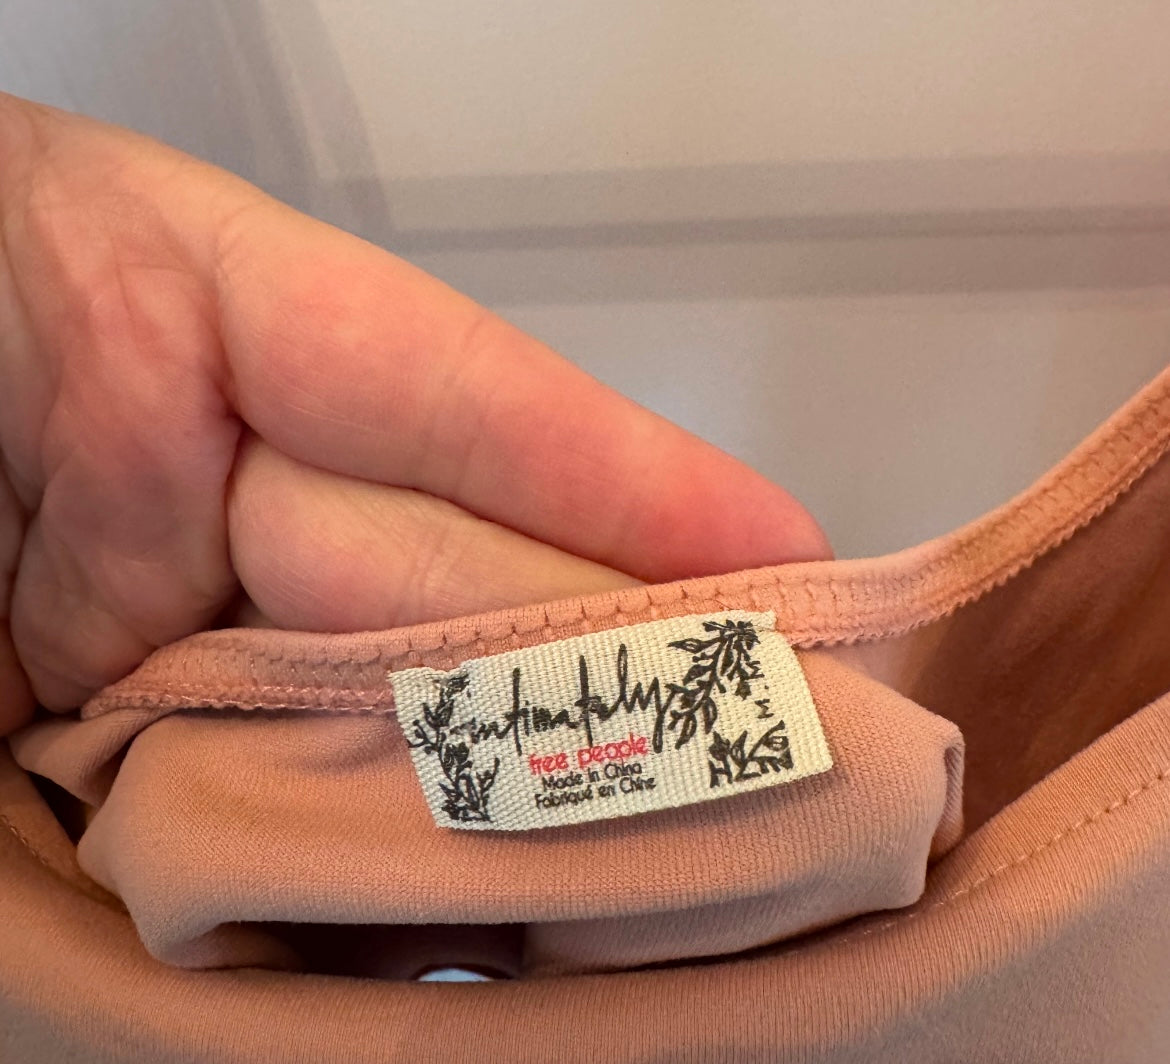 intimately
free people
Made in China
Fabriqué en Chine
M.M